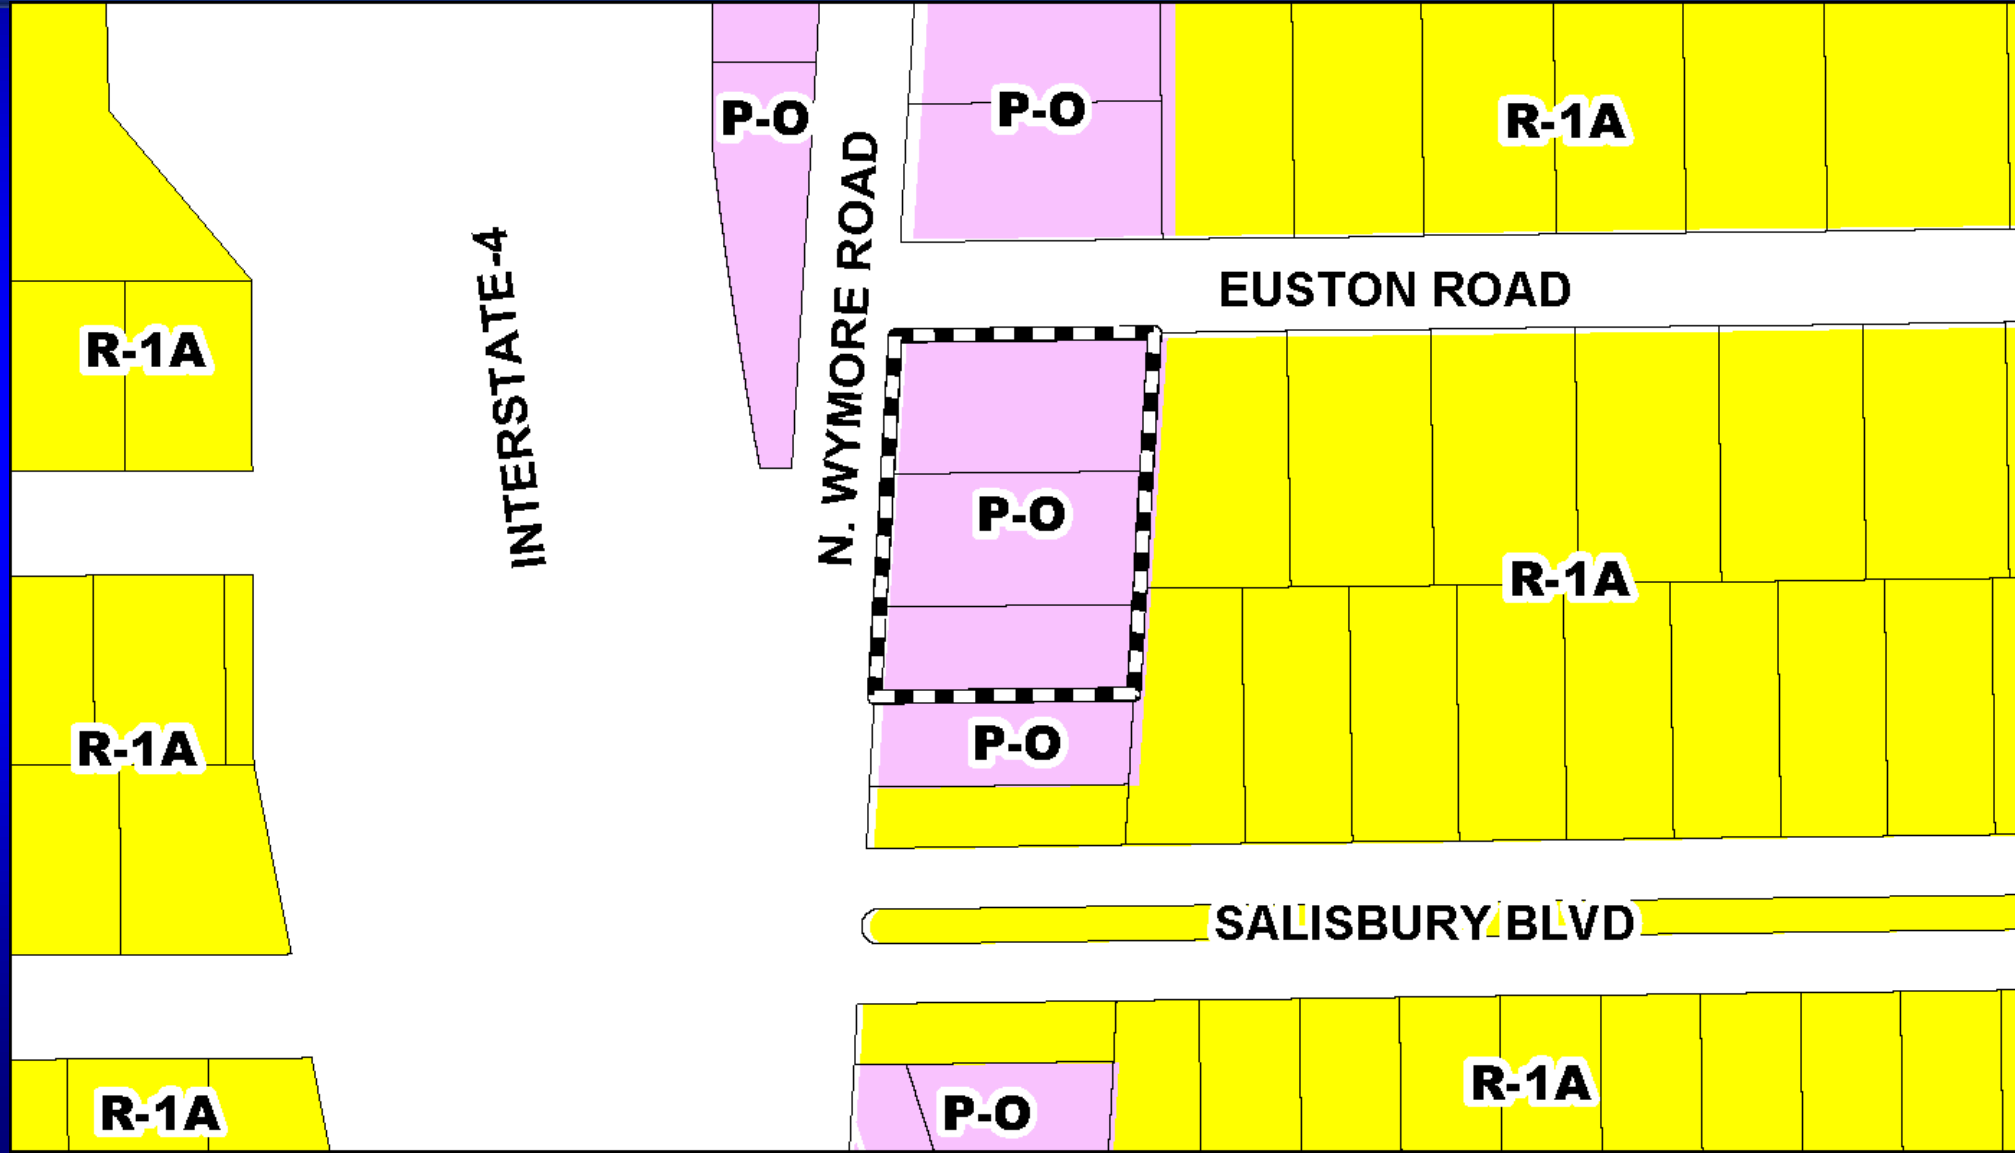 P-O
P-O
R-1A
N. WYMORE ROAD
INTERSTATE-4
EUSTON ROAD
R-1A
P-O
R-1A
R-1A
P-O
SALISBURY BLVD
R-1A
P-O
R-1A